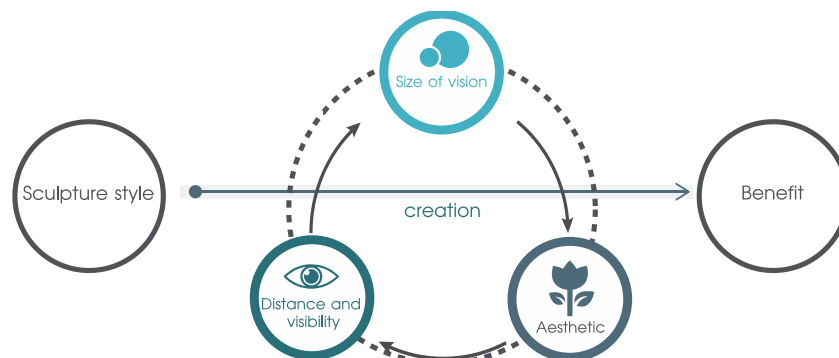 Size of vision
Sculpture style
creation
Benefit
Distance and
visibility
Aesthetic